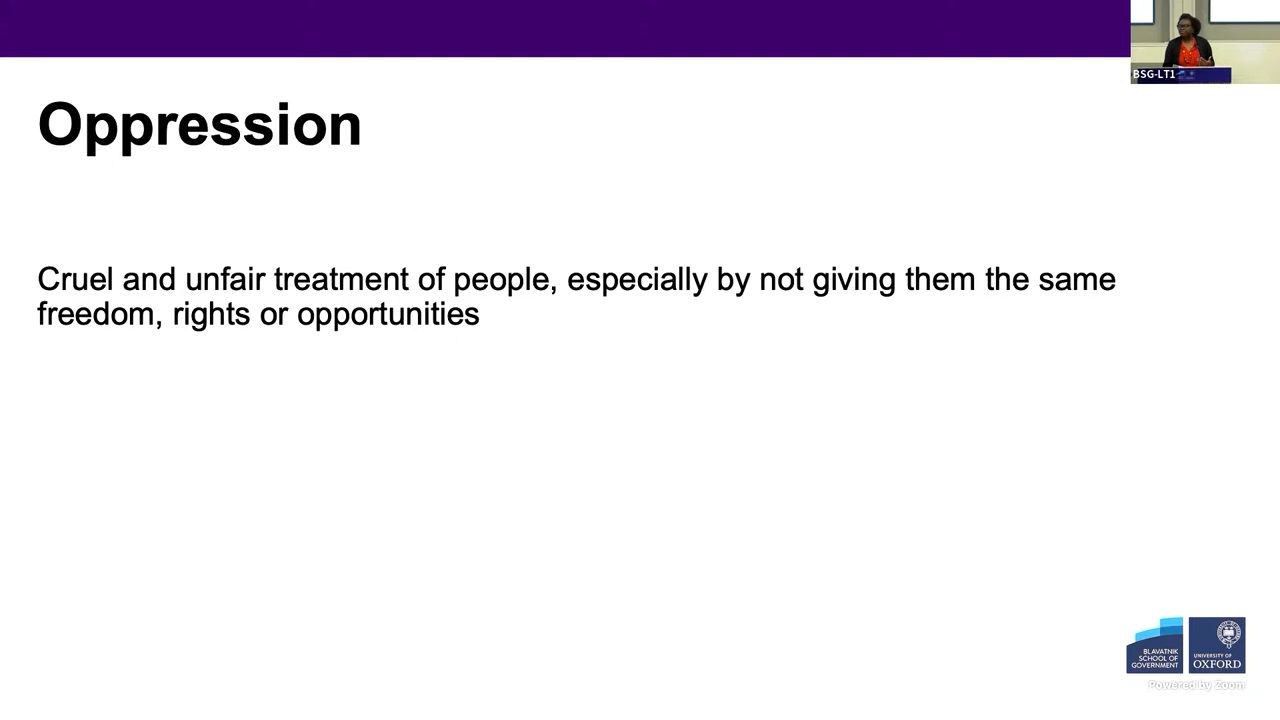 BSG-LT1
Oppression
Cruel and unfair treatment of people, especially by not giving them the same
freedom, rights or opportunities
BLAVATNIK
SCHOOL OF
GOVERNMENT
UNIVERSITY OF
OXFORD
Powered by Zoom